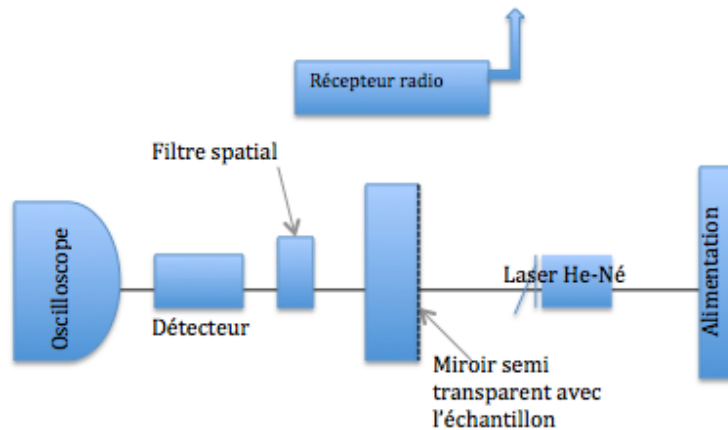 Récepteur radio
Filtre spatial
Oscilloscope
Détecteur
Laser He-Né
Alimentation
Miroir semi
transparent avec
l'échantillon